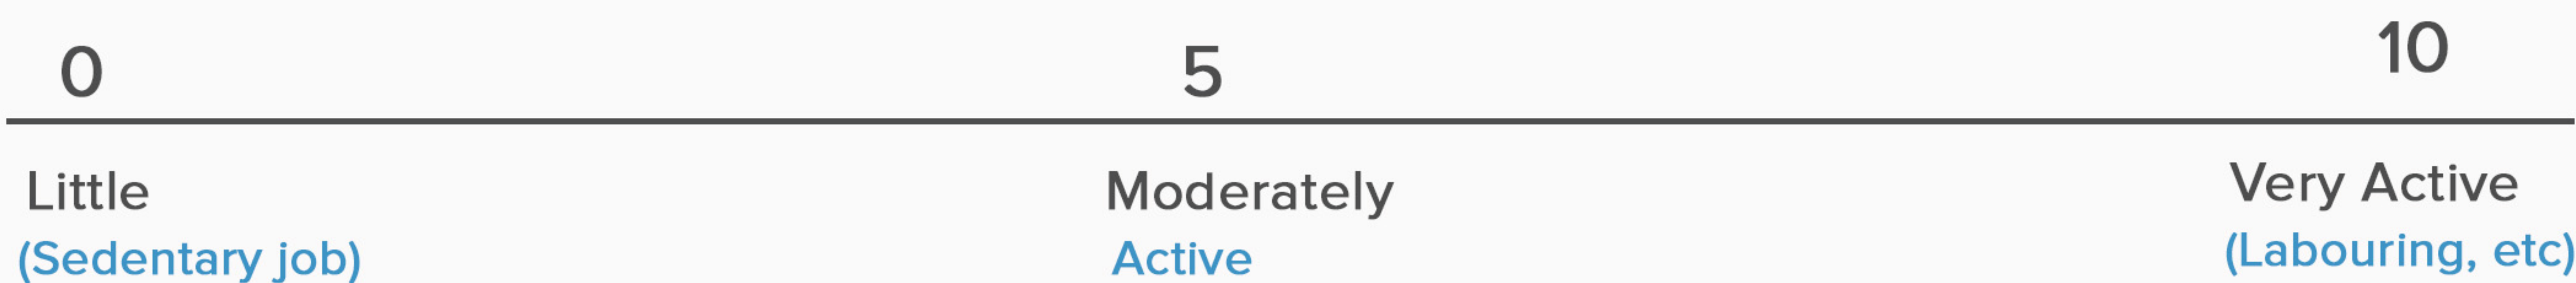 0 5 10
Little Moderately Very Active
(Sedentary job) Active (Labouring, etc)